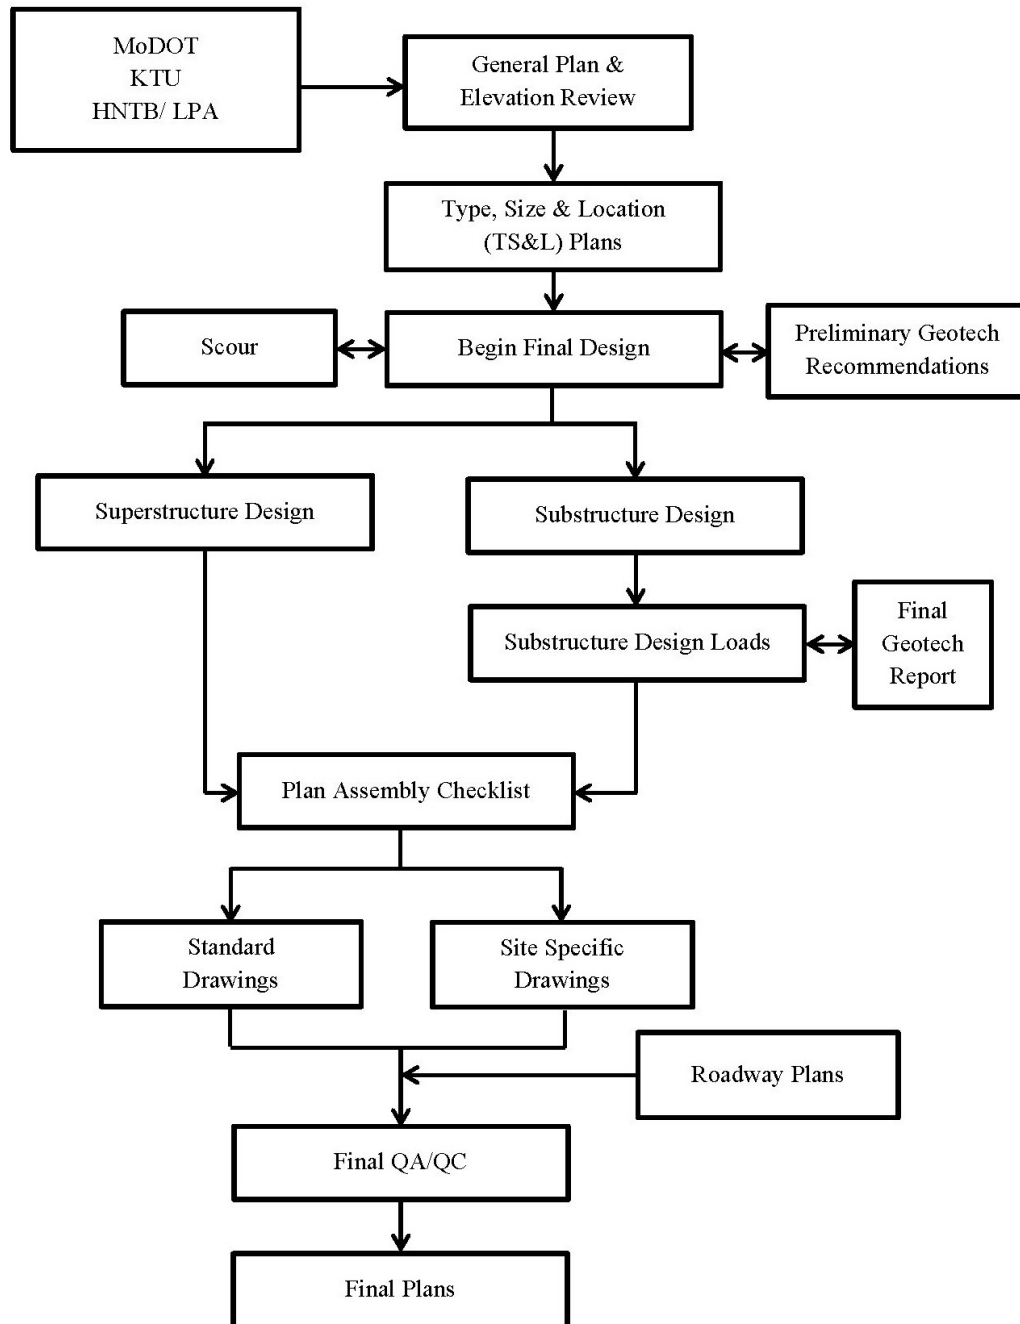 MoDOT
KTU
HNTB/ LPA
General Plan &
Elevation Review
Type, Size & Location
(TS&L) Plans
Scour
Begin Final Design
Preliminary Geotech
Recommendations
Superstructure Design
Substructure Design
Substructure Design Loads
Final
Geotech
Report
Plan Assembly Checklist
Standard
Drawings
Site Specific
Drawings
Roadway Plans
Final QA/QC
Final Plans